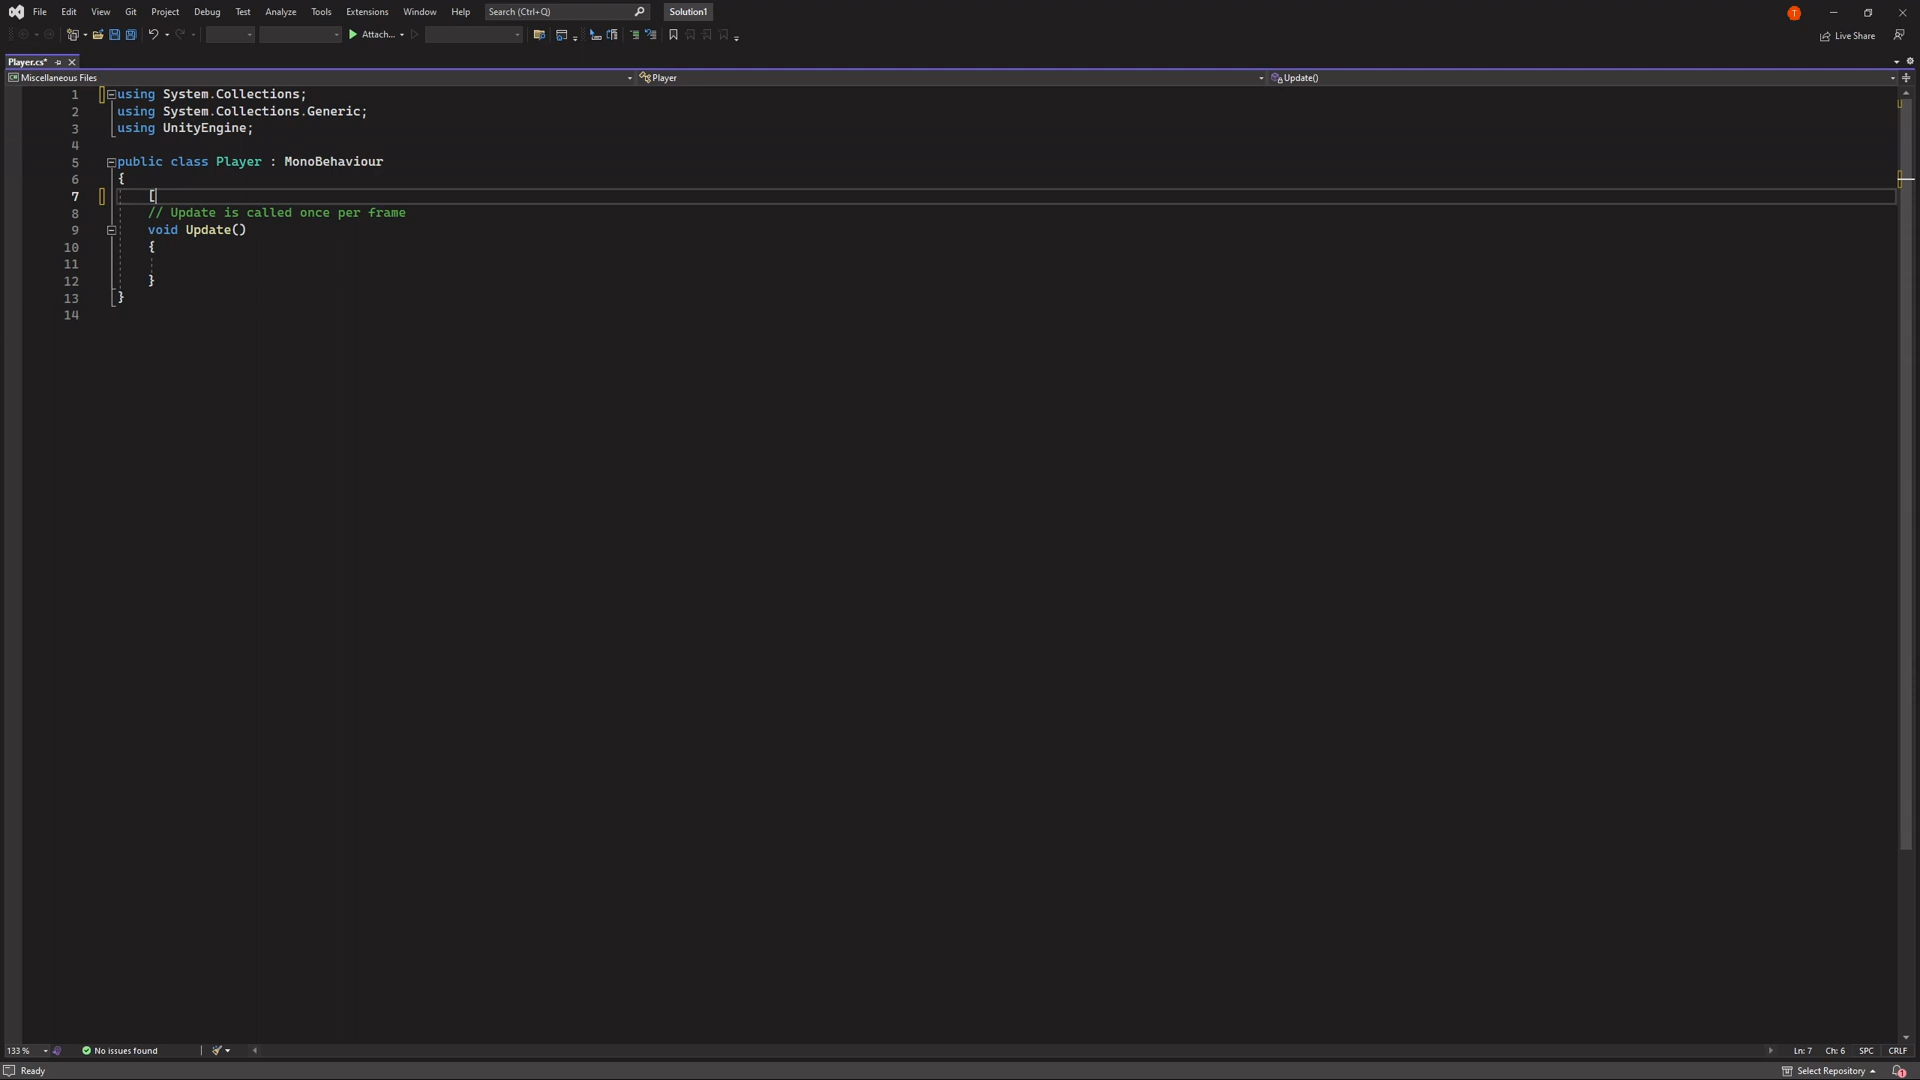 File Edit View Git Project Debug Test Analyze Tools Extensions Window Help Search (Ctrl+Q) Solution1
T
Attach...
Live Share
Player.cs*
Miscellaneous Files Player Update()
1 using System.Collections;
2 using System.Collections.Generic;
3 using UnityEngine;
4
5 public class Player : MonoBehaviour
6 {
7 [
8 // Update is called once per frame
9 void Update()
10 {
11
12 }
13 }
14
133 % No issues found Ln: 7 Ch: 6 SPC CRLF
Ready Select Repository 1